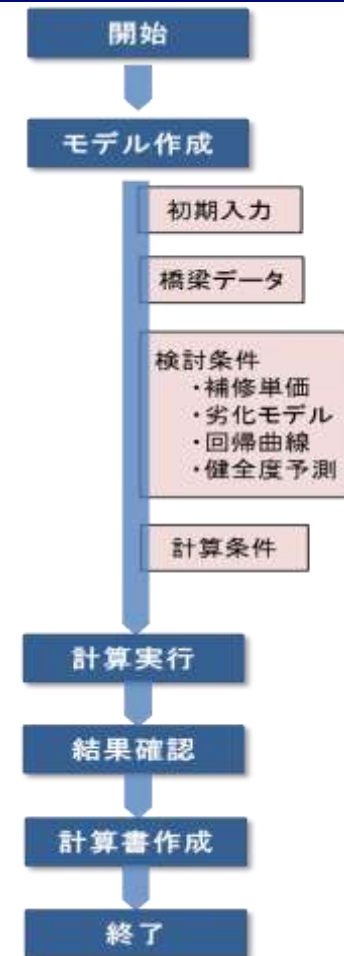 開始
モデル作成
初期入力
橋梁データ
検討条件
・補修単価
・劣化モデル
・回帰曲線
・健全度予測
計算条件
計算実行
結果確認
計算書作成
終了